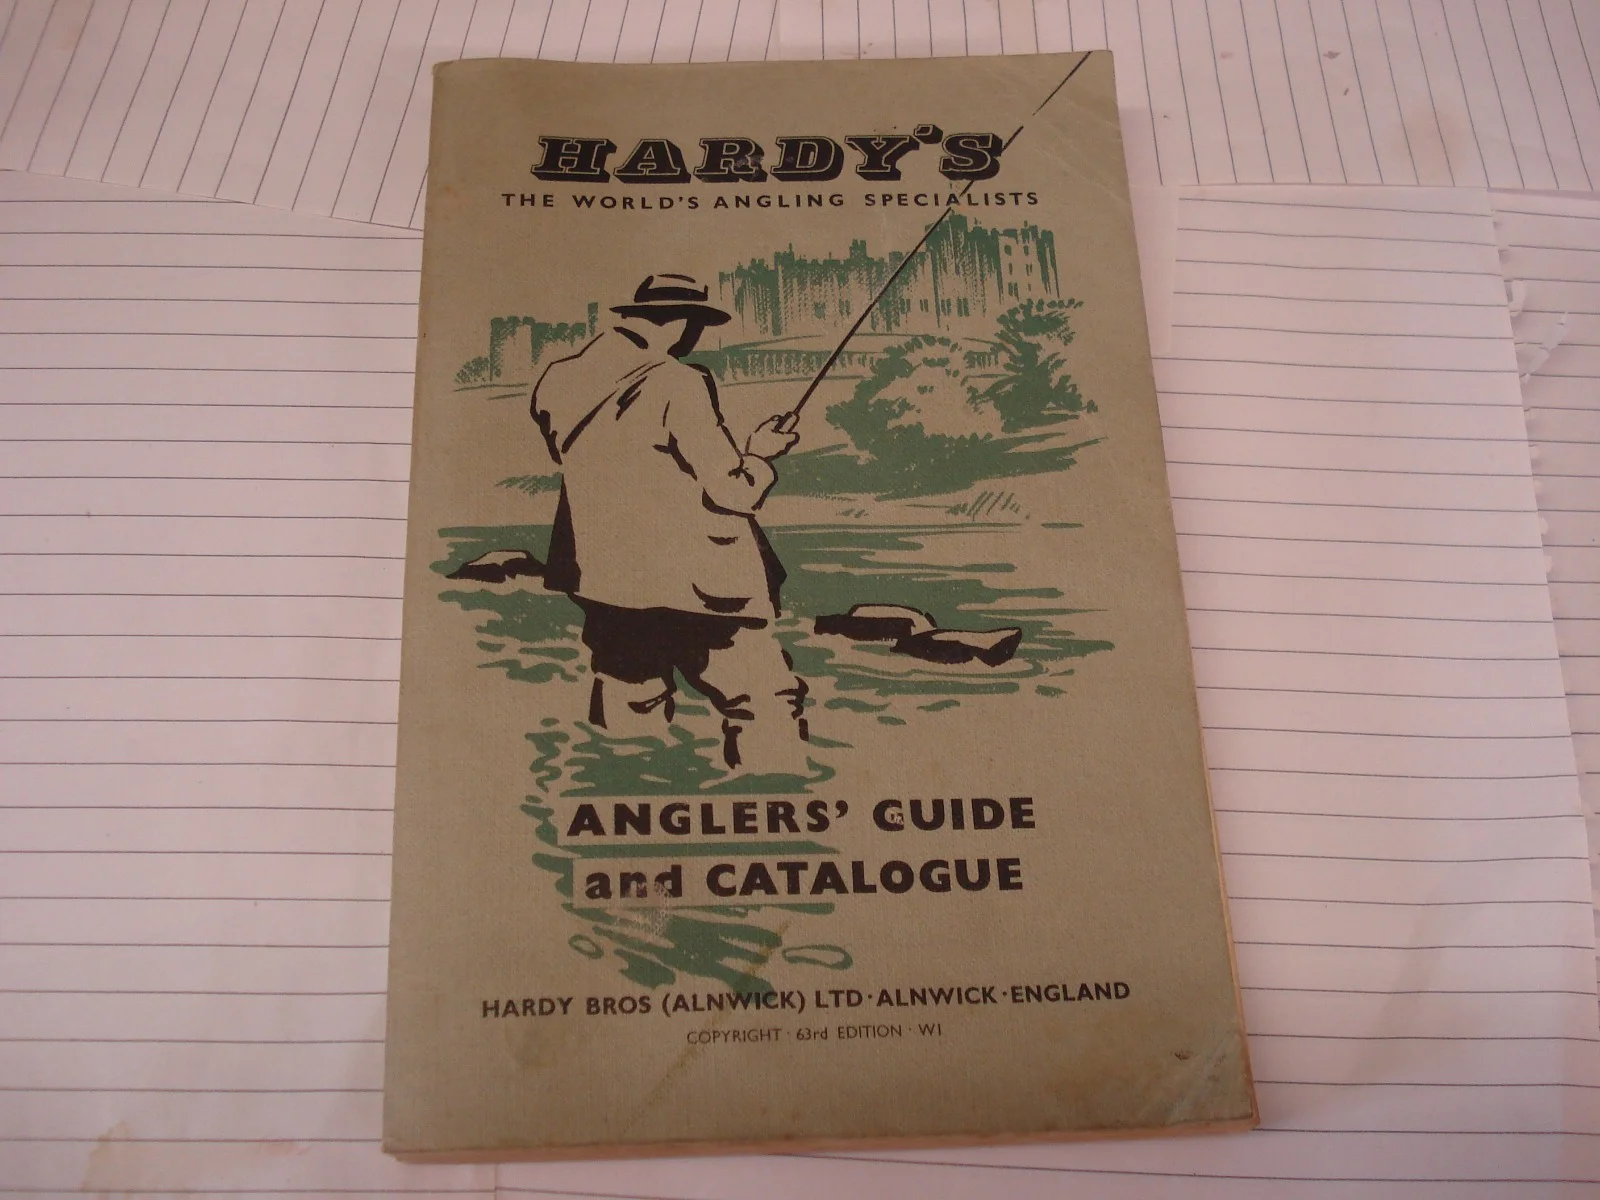 HARDY'S
THE WORLD'S ANGLING SPECIALISTS
ANGLERS' GUIDE
and CATALOGUE
HARDY BROS (ALNWICK) LTD · ALNWICK · ENGLAND
COPYRIGHT · 63rd EDITION · W1